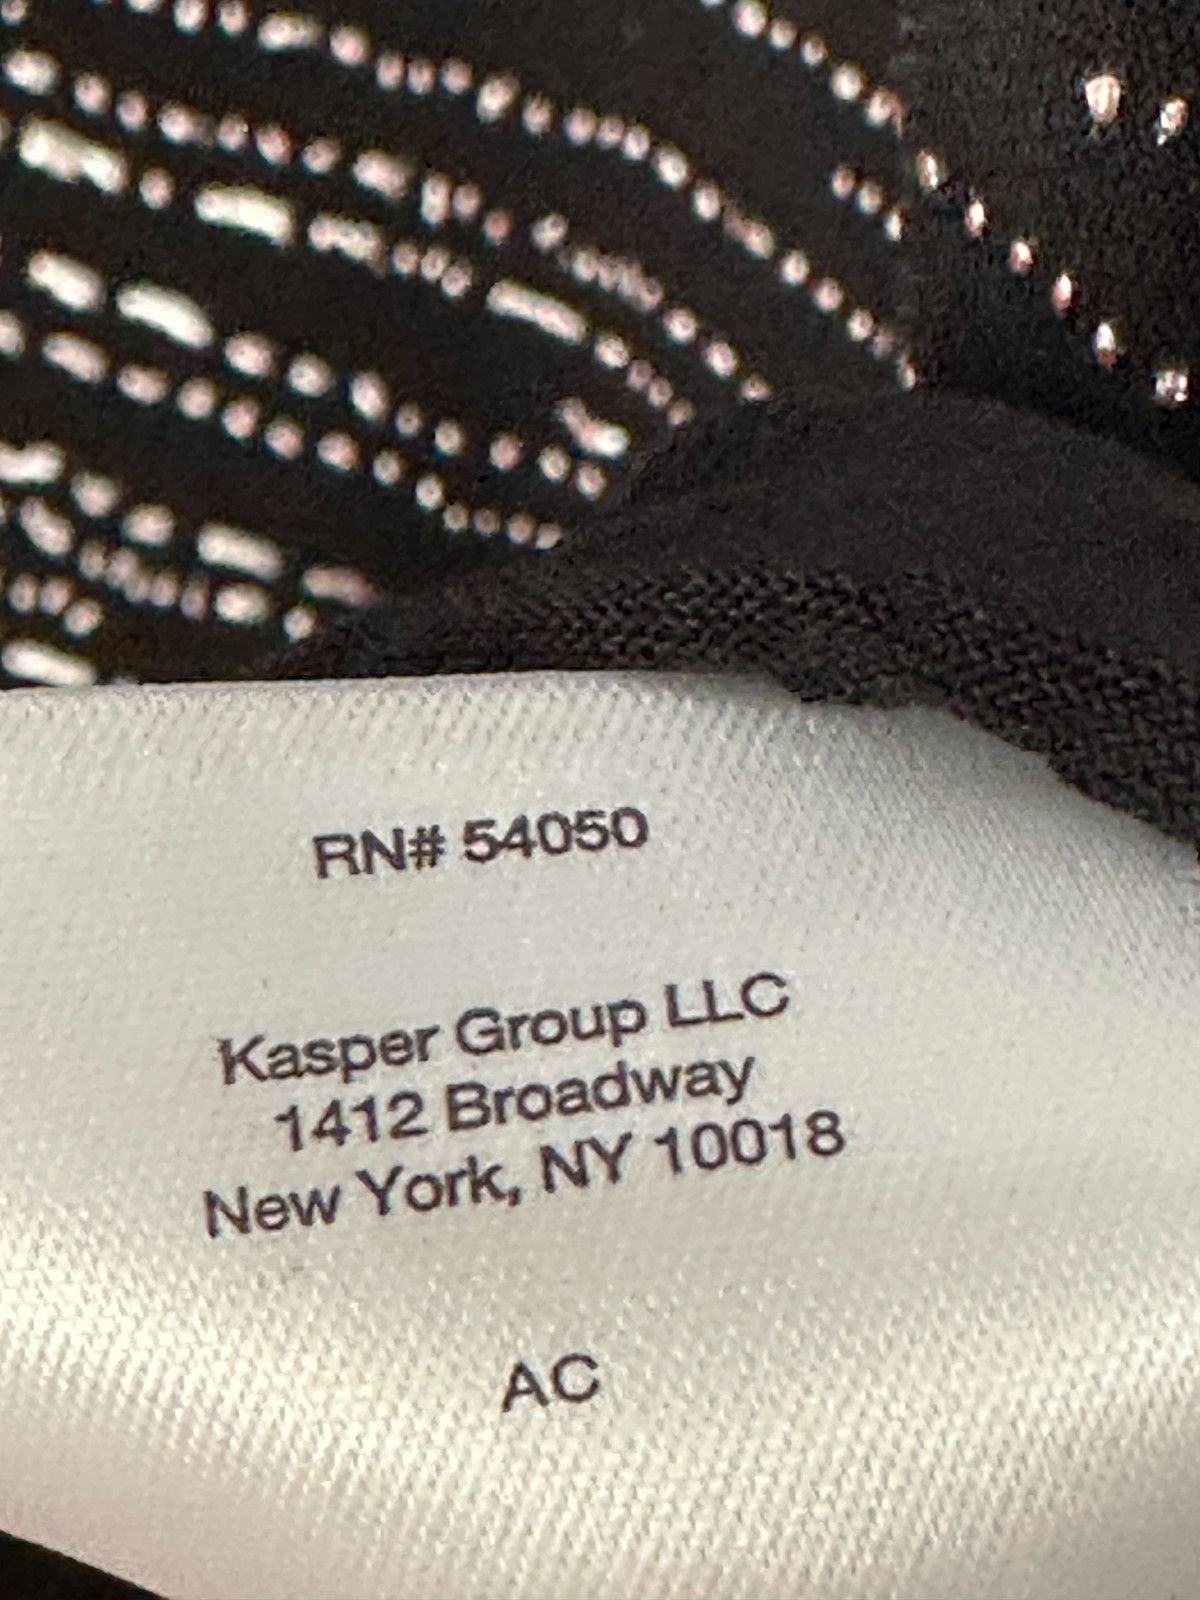 RN# 54050
Kasper Group LLC
1412 Broadway
New York, NY 10018
AC